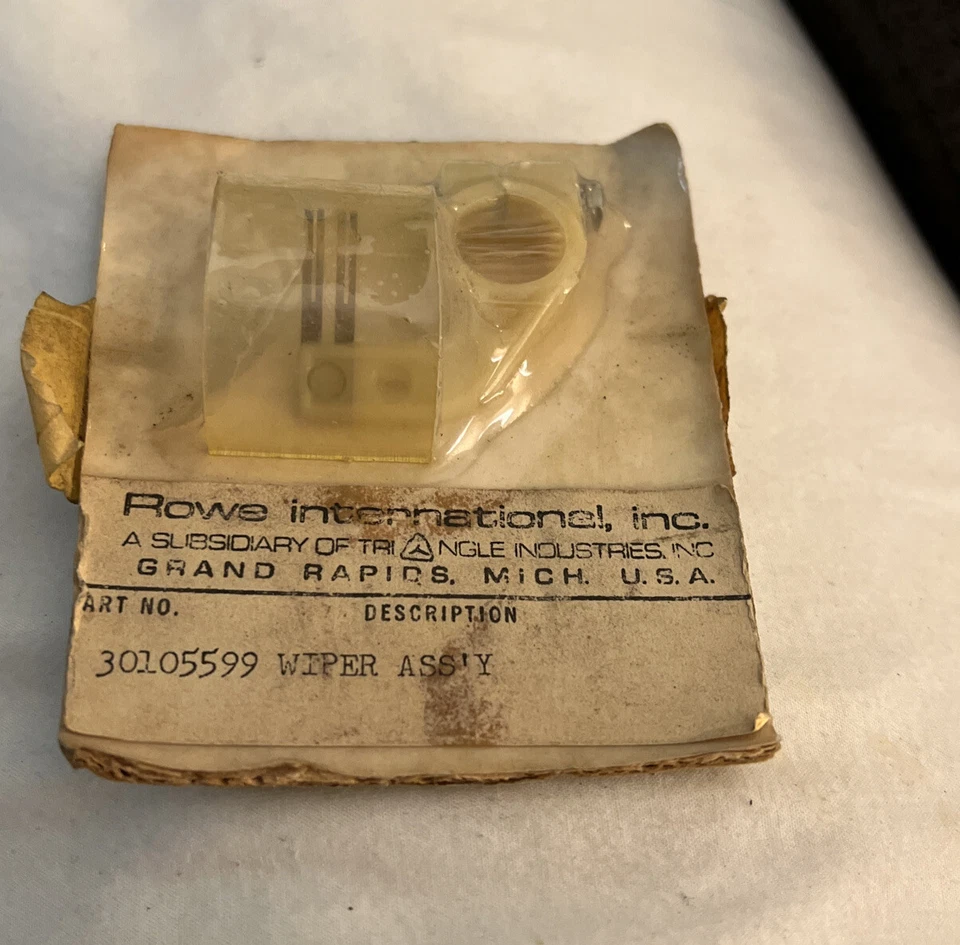 Rowe international, inc.
A SUBSIDIARY OF TRIANGLE INDUSTRIES, INC
GRAND RAPIDS, MICH. U.S.A.
ART NO. DESCRIPTION
30105599 WIPER ASS'Y